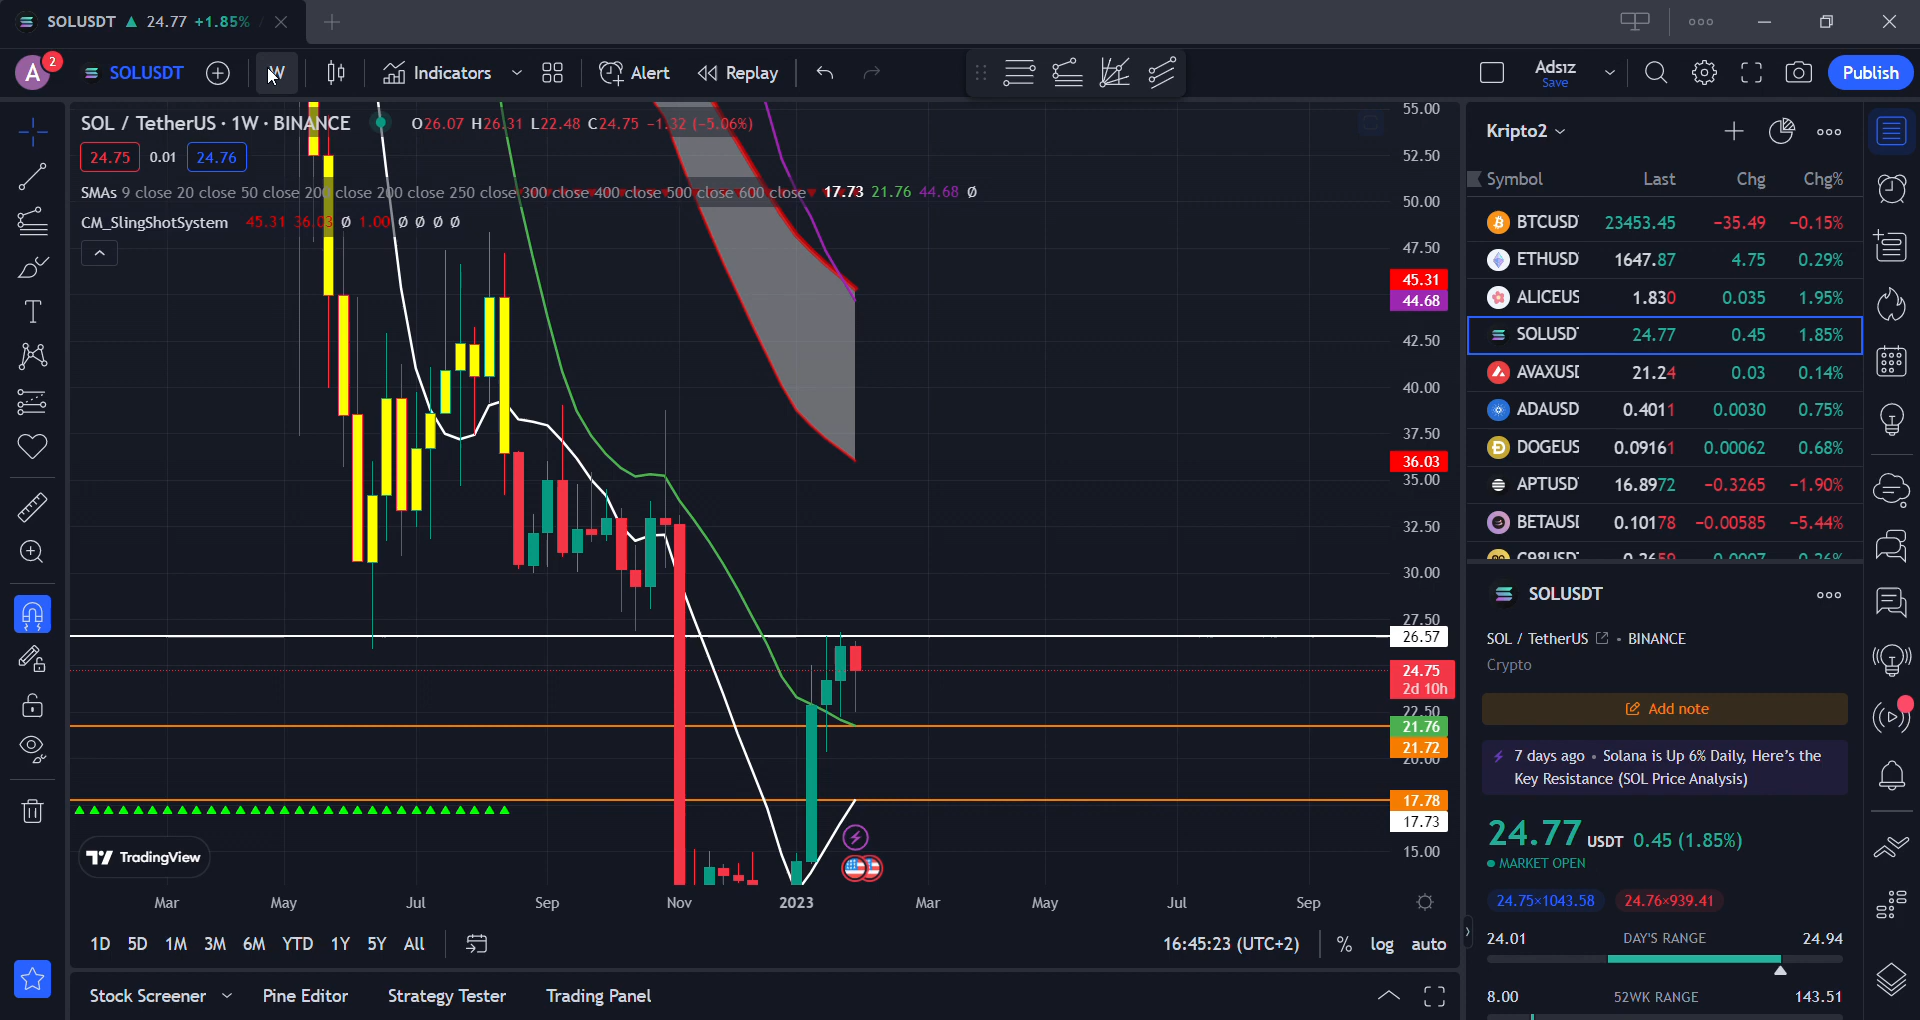 SOLUSDT ▲ 24.77 +1.85% /
A 2 SOLUSDT W Indicators Alert Replay Adsız Save Publish
SOL / TetherUS · 1W · BINANCE O26.07 H26.31 L22.48 C24.75 −1.32 (−5.06%)
24.75 0.01 24.76
SMAs 9 close 20 close 50 close 200 close 200 close 250 close 300 close 400 close 500 close 600 close 17.73 21.76 44.68 Ø
CM_SlingShotSystem 45.31 36.03 Ø 1.00 Ø Ø Ø Ø
55.00
52.50
50.00
47.50
45.31
44.68
42.50
40.00
37.50
36.03
35.00
32.50
30.00
27.50
26.57
24.75
2d 10h
22.50
21.76
21.72
20.00
17.78
17.73
15.00
TradingView
Mar May Jul Sep Nov 2023 Mar May Jul Sep
1D 5D 1M 3M 6M YTD 1Y 5Y All 16:45:23 (UTC+2) % log auto
Stock Screener Pine Editor Strategy Tester Trading Panel
Kripto2
Symbol Last Chg Chg%
BTCUSD 23453.45 −35.49 −0.15%
ETHUSD 1647.87 4.75 0.29%
ALICEUS 1.830 0.035 1.95%
SOLUSD 24.77 0.45 1.85%
AVAXUSD 21.24 0.03 0.14%
ADAUSD 0.4011 0.0030 0.75%
DOGEUS 0.09161 0.00062 0.68%
APTUSD 16.8972 −0.3265 −1.90%
BETAUSD 0.10178 −0.00585 −5.44%
SOLUSDT
SOL / TetherUS • BINANCE
Crypto
Add note
7 days ago • Solana is Up 6% Daily, Here's the
Key Resistance (SOL Price Analysis)
24.77 USDT 0.45 (1.85%)
MARKET OPEN
24.75×1043.58 24.76×939.41
24.01 DAY'S RANGE 24.94
8.00 52WK RANGE 143.51